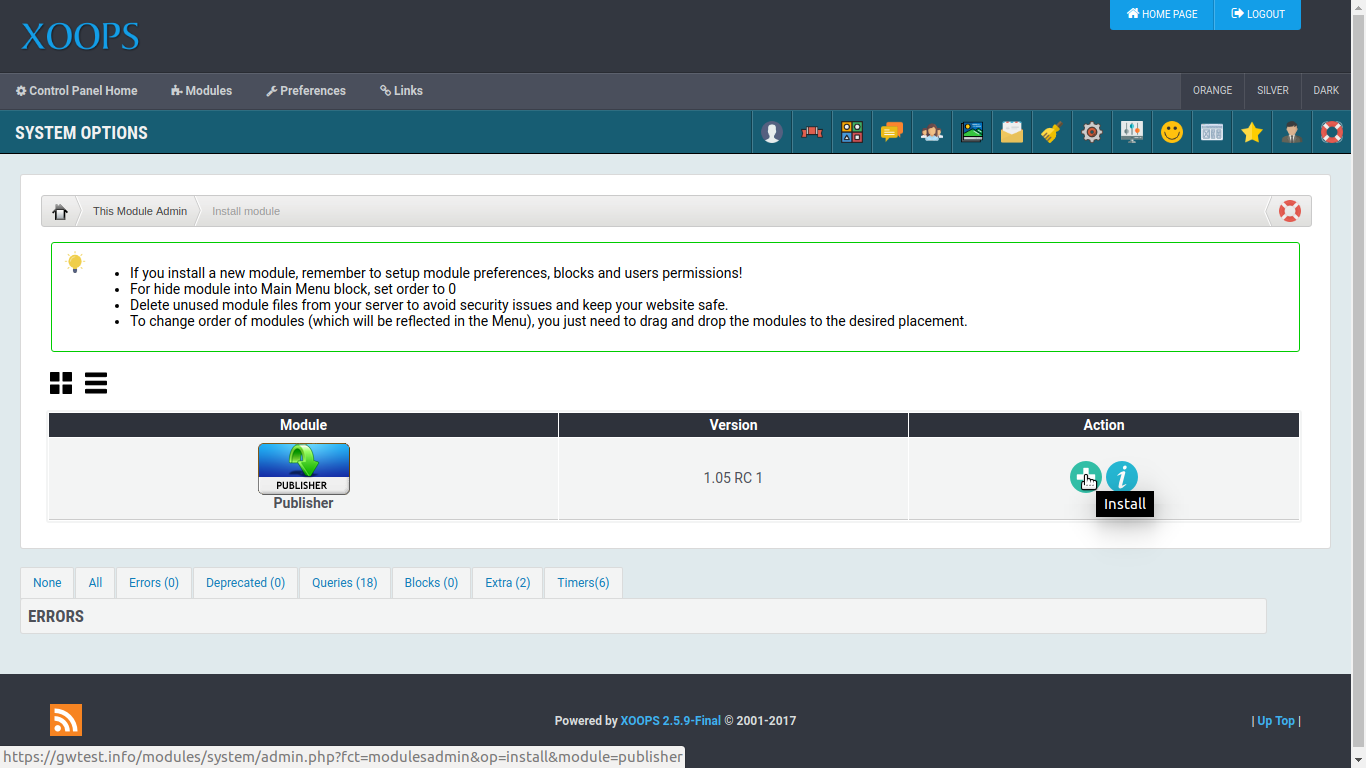 HOME PAGE LOGOUT
XOOPS
Control Panel Home Modules Preferences Links ORANGE SILVER DARK
SYSTEM OPTIONS
This Module Admin Install module
If you install a new module, remember to setup module preferences, blocks and users permissions!
For hide module into Main Menu block, set order to 0
Delete unused module files from your server to avoid security issues and keep your website safe.
To change order of modules (which will be reflected in the Menu), you just need to drag and drop the modules to the desired placement.
Module Version Action
PUBLISHER
Publisher 1.05 RC 1
Install
None All Errors (0) Deprecated (0) Queries (18) Blocks (0) Extra (2) Timers(6)
ERRORS
Powered by XOOPS 2.5.9-Final © 2001-2017 | Up Top |
https://gwtest.info/modules/system/admin.php?fct=modulesadmin&op=install&module=publisher